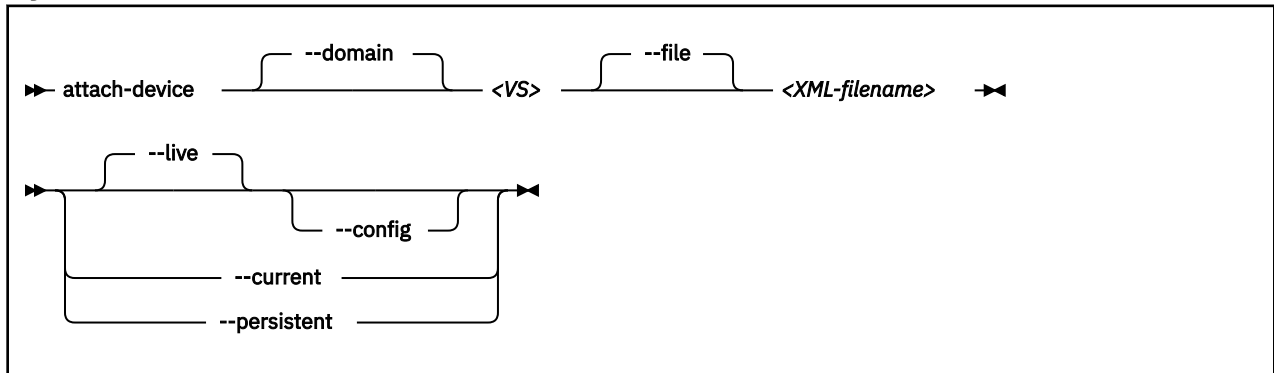 --domain --file
attach-device <VS> <XML-filename>
--live
--config
--current
--persistent